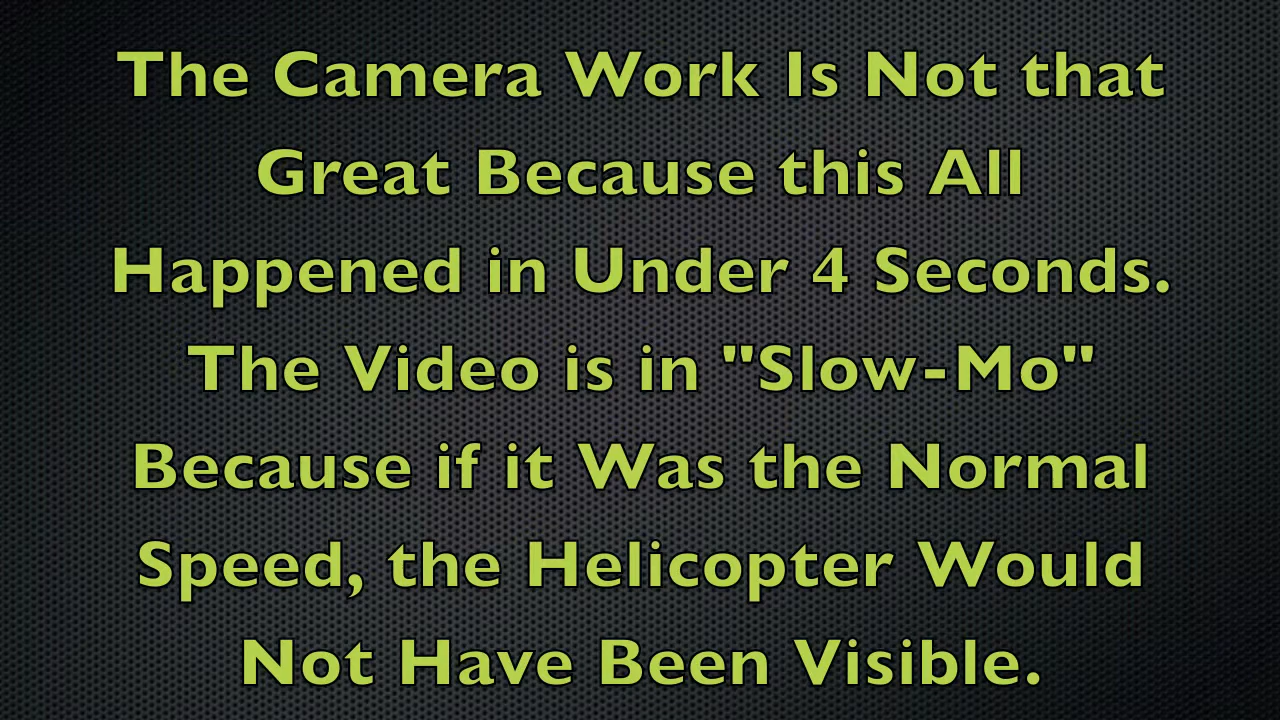 The Camera Work Is Not that
Great Because this All
Happened in Under 4 Seconds.
The Video is in "Slow-Mo"
Because if it Was the Normal
Speed, the Helicopter Would
Not Have Been Visible.